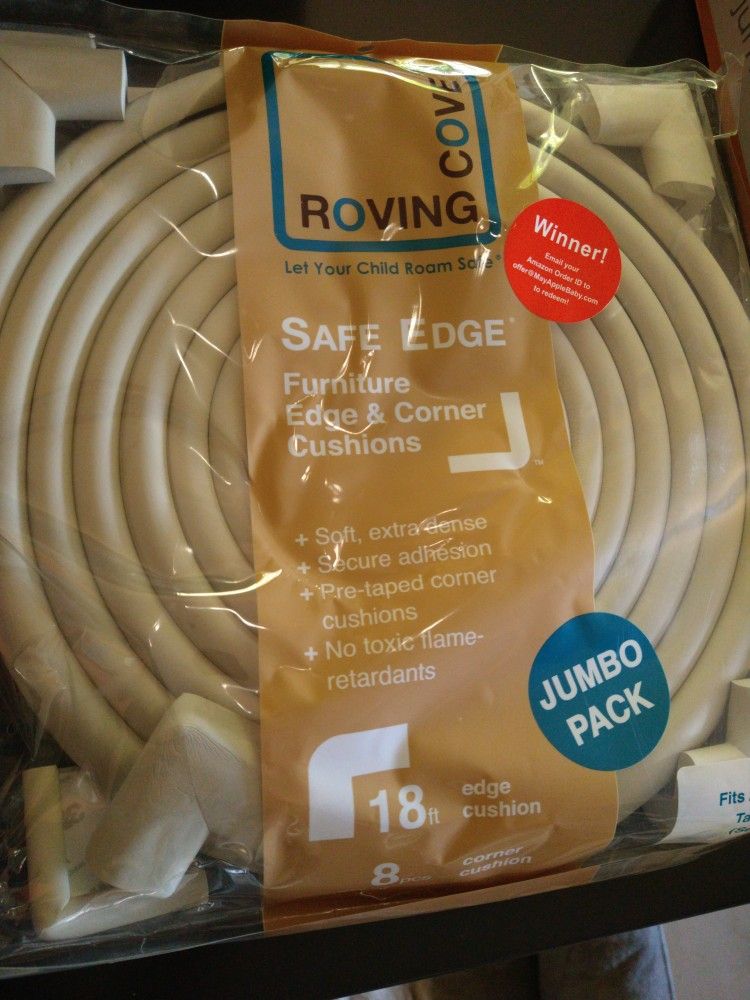 ROVING COVE
Let Your Child Roam Safe®
Winner!
Email your
Amazon Order ID to
offer@MayAppleBaby.com
to redeem!
SAFE EDGE®
Furniture
Edge & Corner
Cushions
TM
+ Soft, extra dense
+ Secure adhesion
+ Pre-taped corner
cushions
+ No toxic flame-
retardants
JUMBO
PACK
18ft edge
cushion
8pcs corner
cushion
Fits